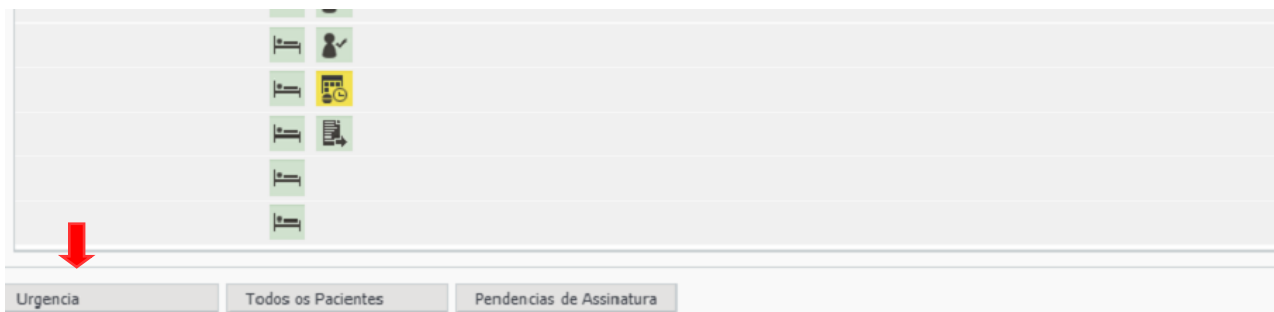 Urgencia
Todos os Pacientes
Pendencias de Assinatura